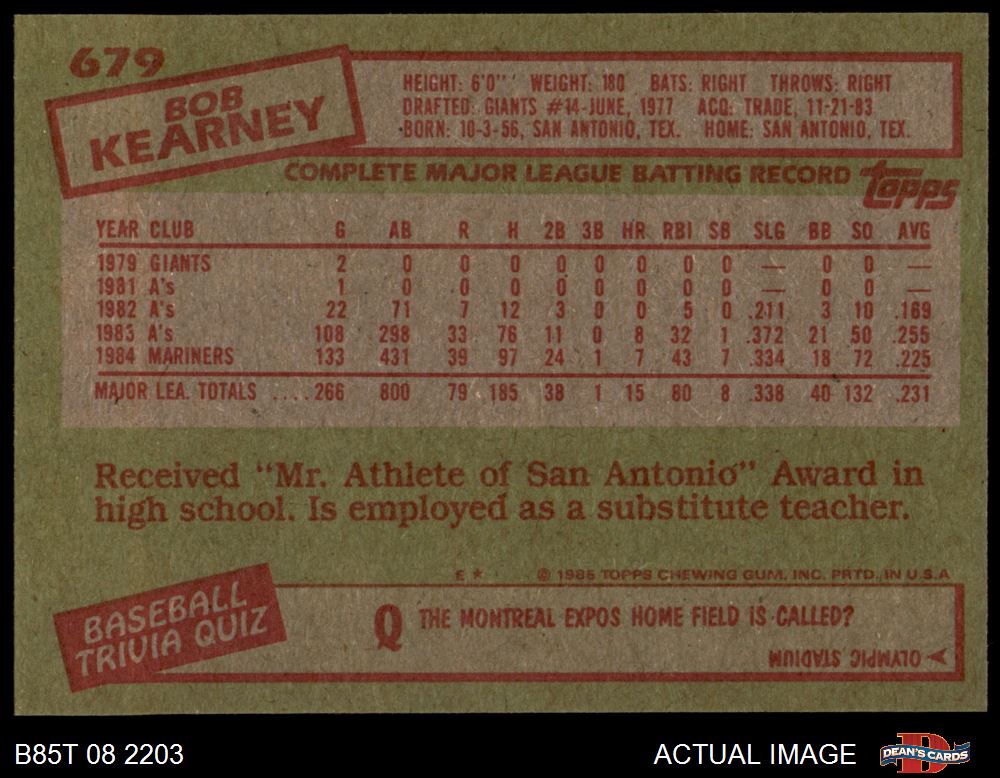 679
BOB
KEARNEY
HEIGHT: 6'0" WEIGHT: 180 BATS: RIGHT THROWS: RIGHT
DRAFTED: GIANTS #14-JUNE, 1977 ACQ: TRADE, 11-21-83
BORN: 10-3-56, SAN ANTONIO, TEX. HOME: SAN ANTONIO, TEX.
COMPLETE MAJOR LEAGUE BATTING RECORD topps
YEAR CLUB G AB R H 2B 3B HR RBI SB SLG BB SO AVG
1979 GIANTS 2 0 0 0 0 0 0 0 0 — 0 0 —
1981 A's 1 0 0 0 0 0 0 0 0 — 0 0 —
1982 A's 22 71 7 12 3 0 0 5 0 .211 3 10 .169
1983 A's 108 298 33 76 11 0 8 32 1 .372 21 50 .255
1984 MARINERS 133 431 39 97 24 1 7 43 7 .334 18 72 .225
MAJOR LEA. TOTALS .... 266 800 79 185 38 1 15 80 8 .338 40 132 .231
Received "Mr. Athlete of San Antonio" Award in
high school. Is employed as a substitute teacher.
E * © 1985 TOPPS CHEWING GUM, INC. PRTD. IN U.S.A
BASEBALL
TRIVIA QUIZ
Q THE MONTREAL EXPOS HOME FIELD IS CALLED?
OLYMPIC STADIUM
B85T 08 2203 ACTUAL IMAGE D DEAN'S CARDS